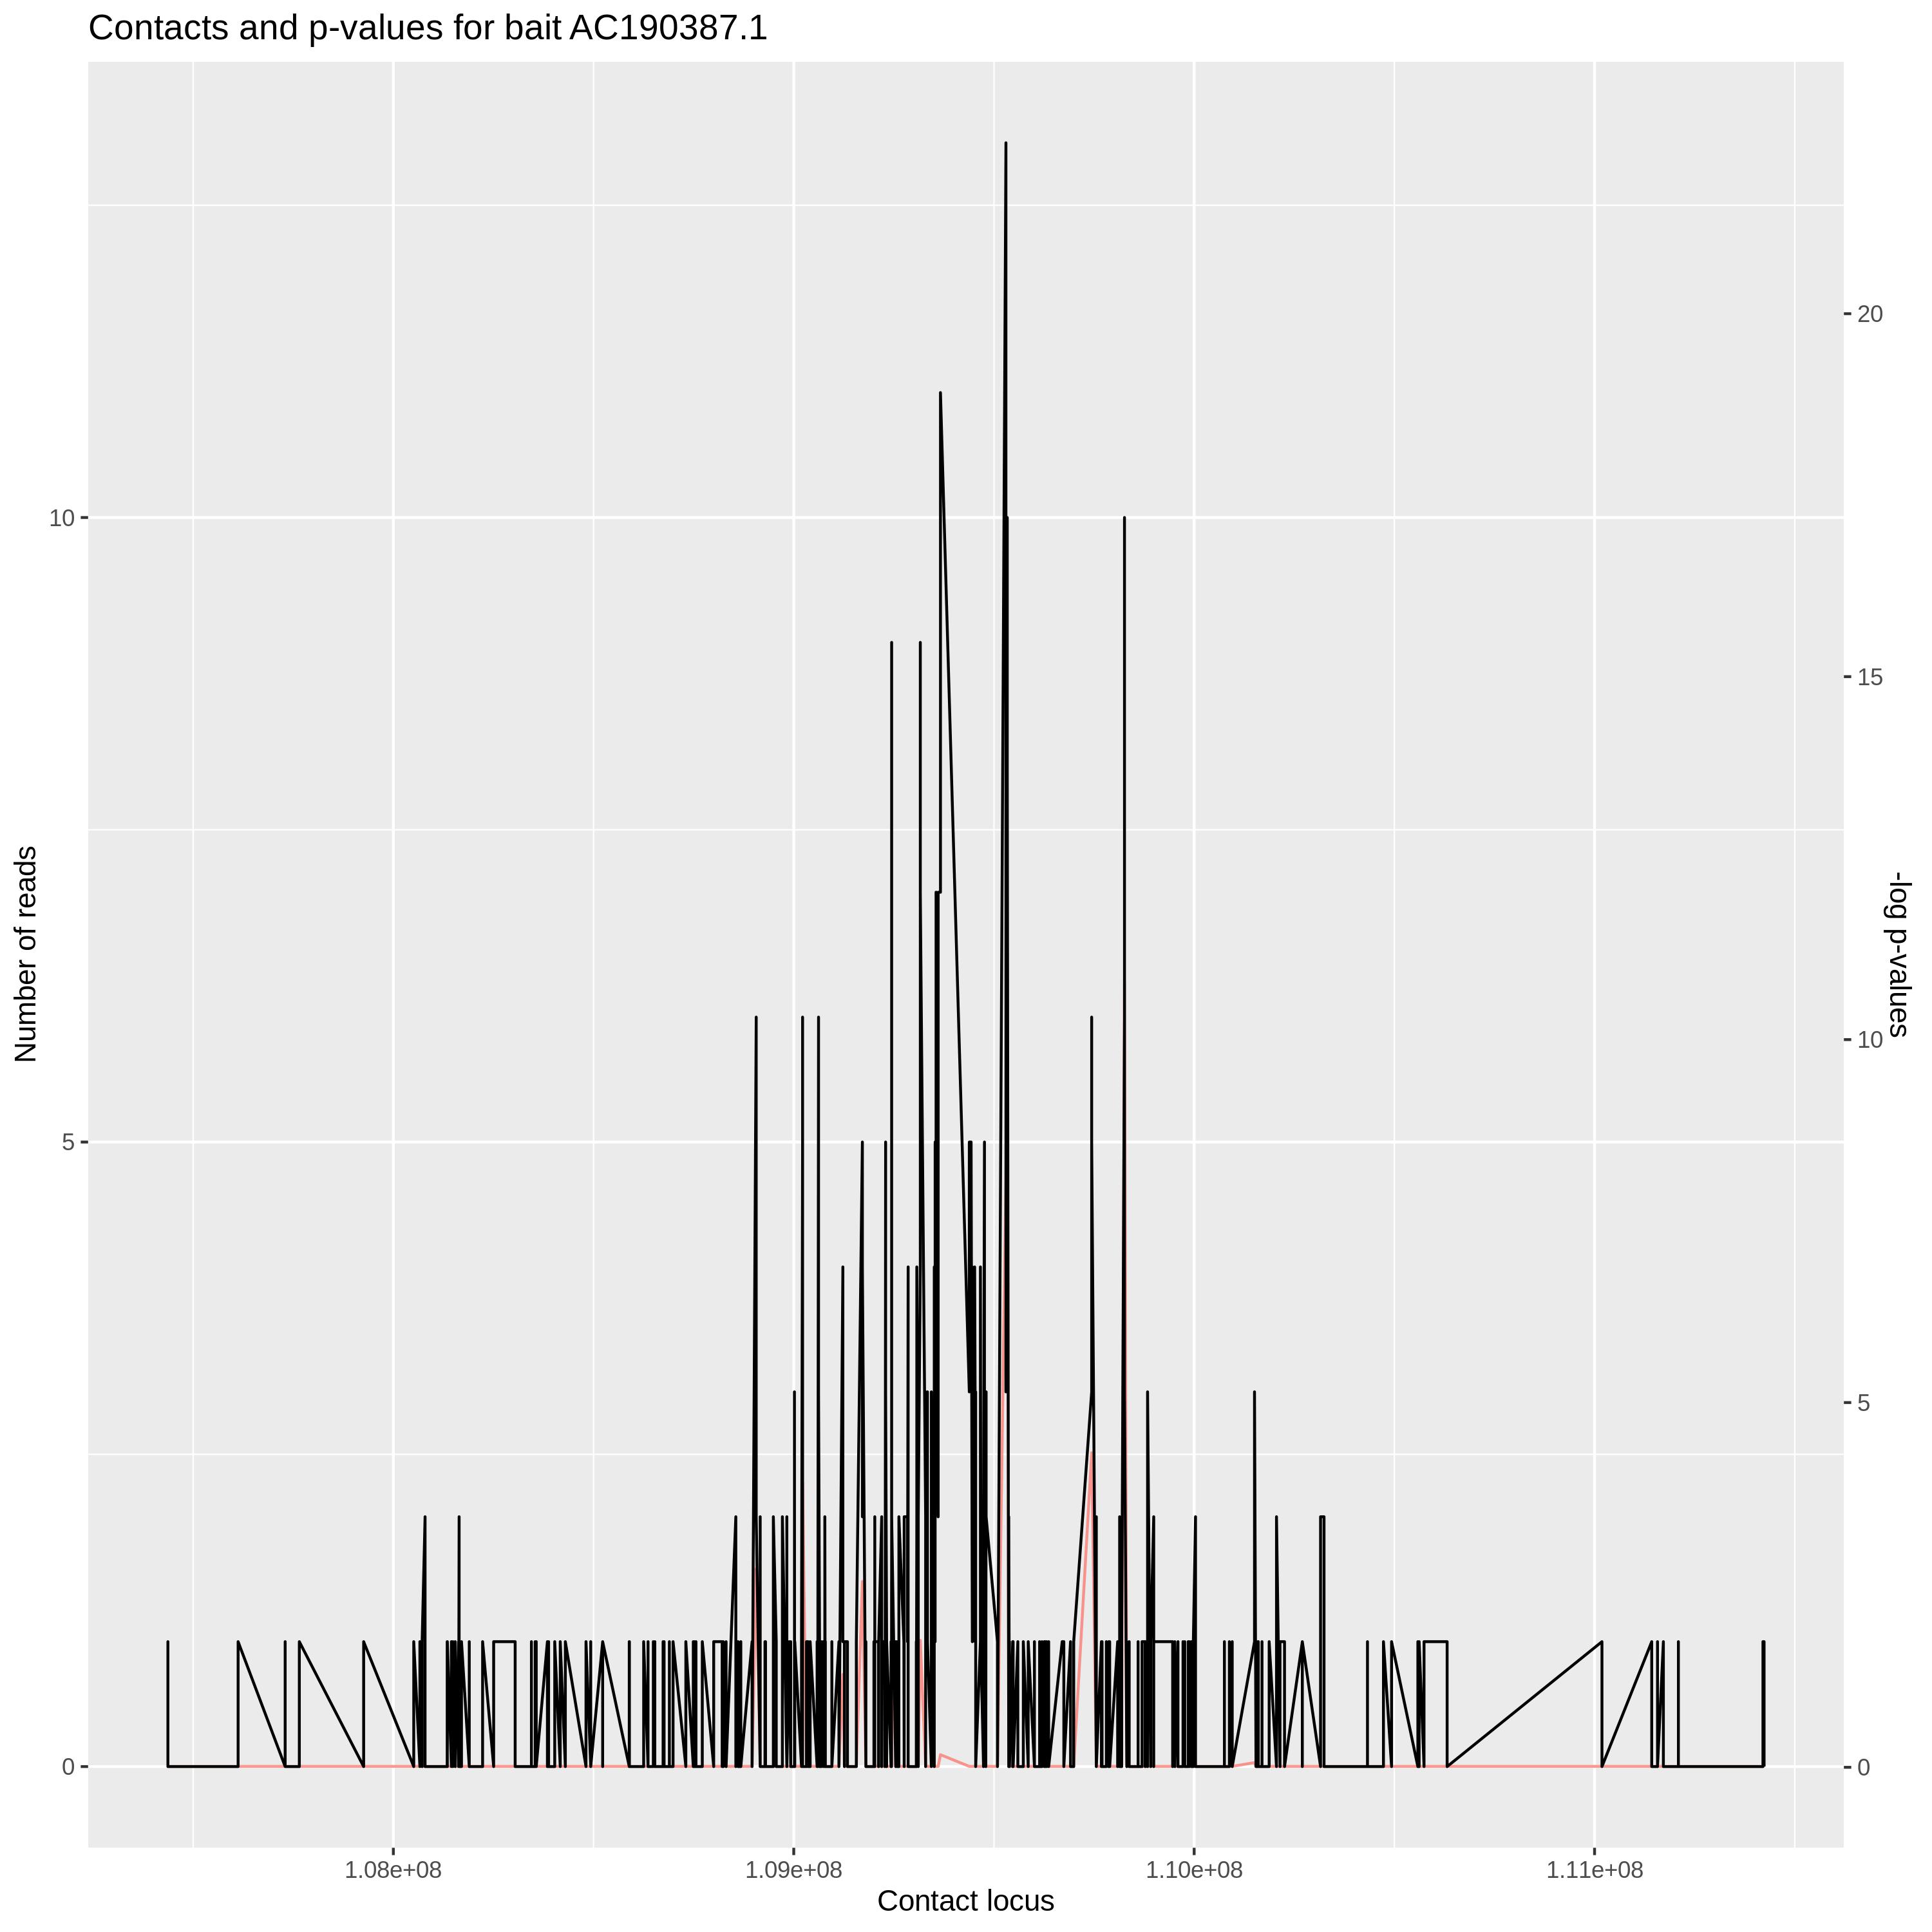 Contacts and p-values for bait AC190387.1
10
5
0
Number of reads
20
15
10
5
0
-log p-values
1.08e+08
1.09e+08
1.10e+08
1.11e+08
Contact locus